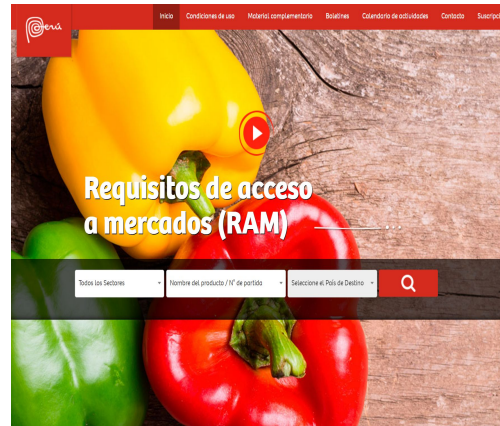 Perú
Inicio Condiciones de uso Material complementario Boletines Calendario de actividades Contacto Suscripc
Requisitos de acceso
a mercados (RAM)
Todos los Sectores Nombre del producto / N° de partida Seleccione el País de Destino